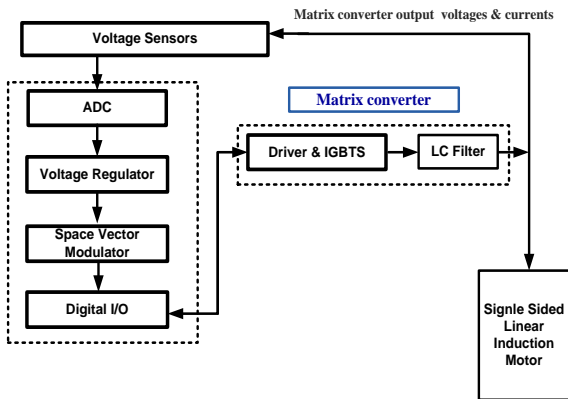 Matrix converter output voltages & currents
Voltage Sensors
ADC
Voltage Regulator
Space Vector
Modulator
Digital I/O
Matrix converter
Driver & IGBTS
LC Filter
Signle Sided
Linear
Induction
Motor